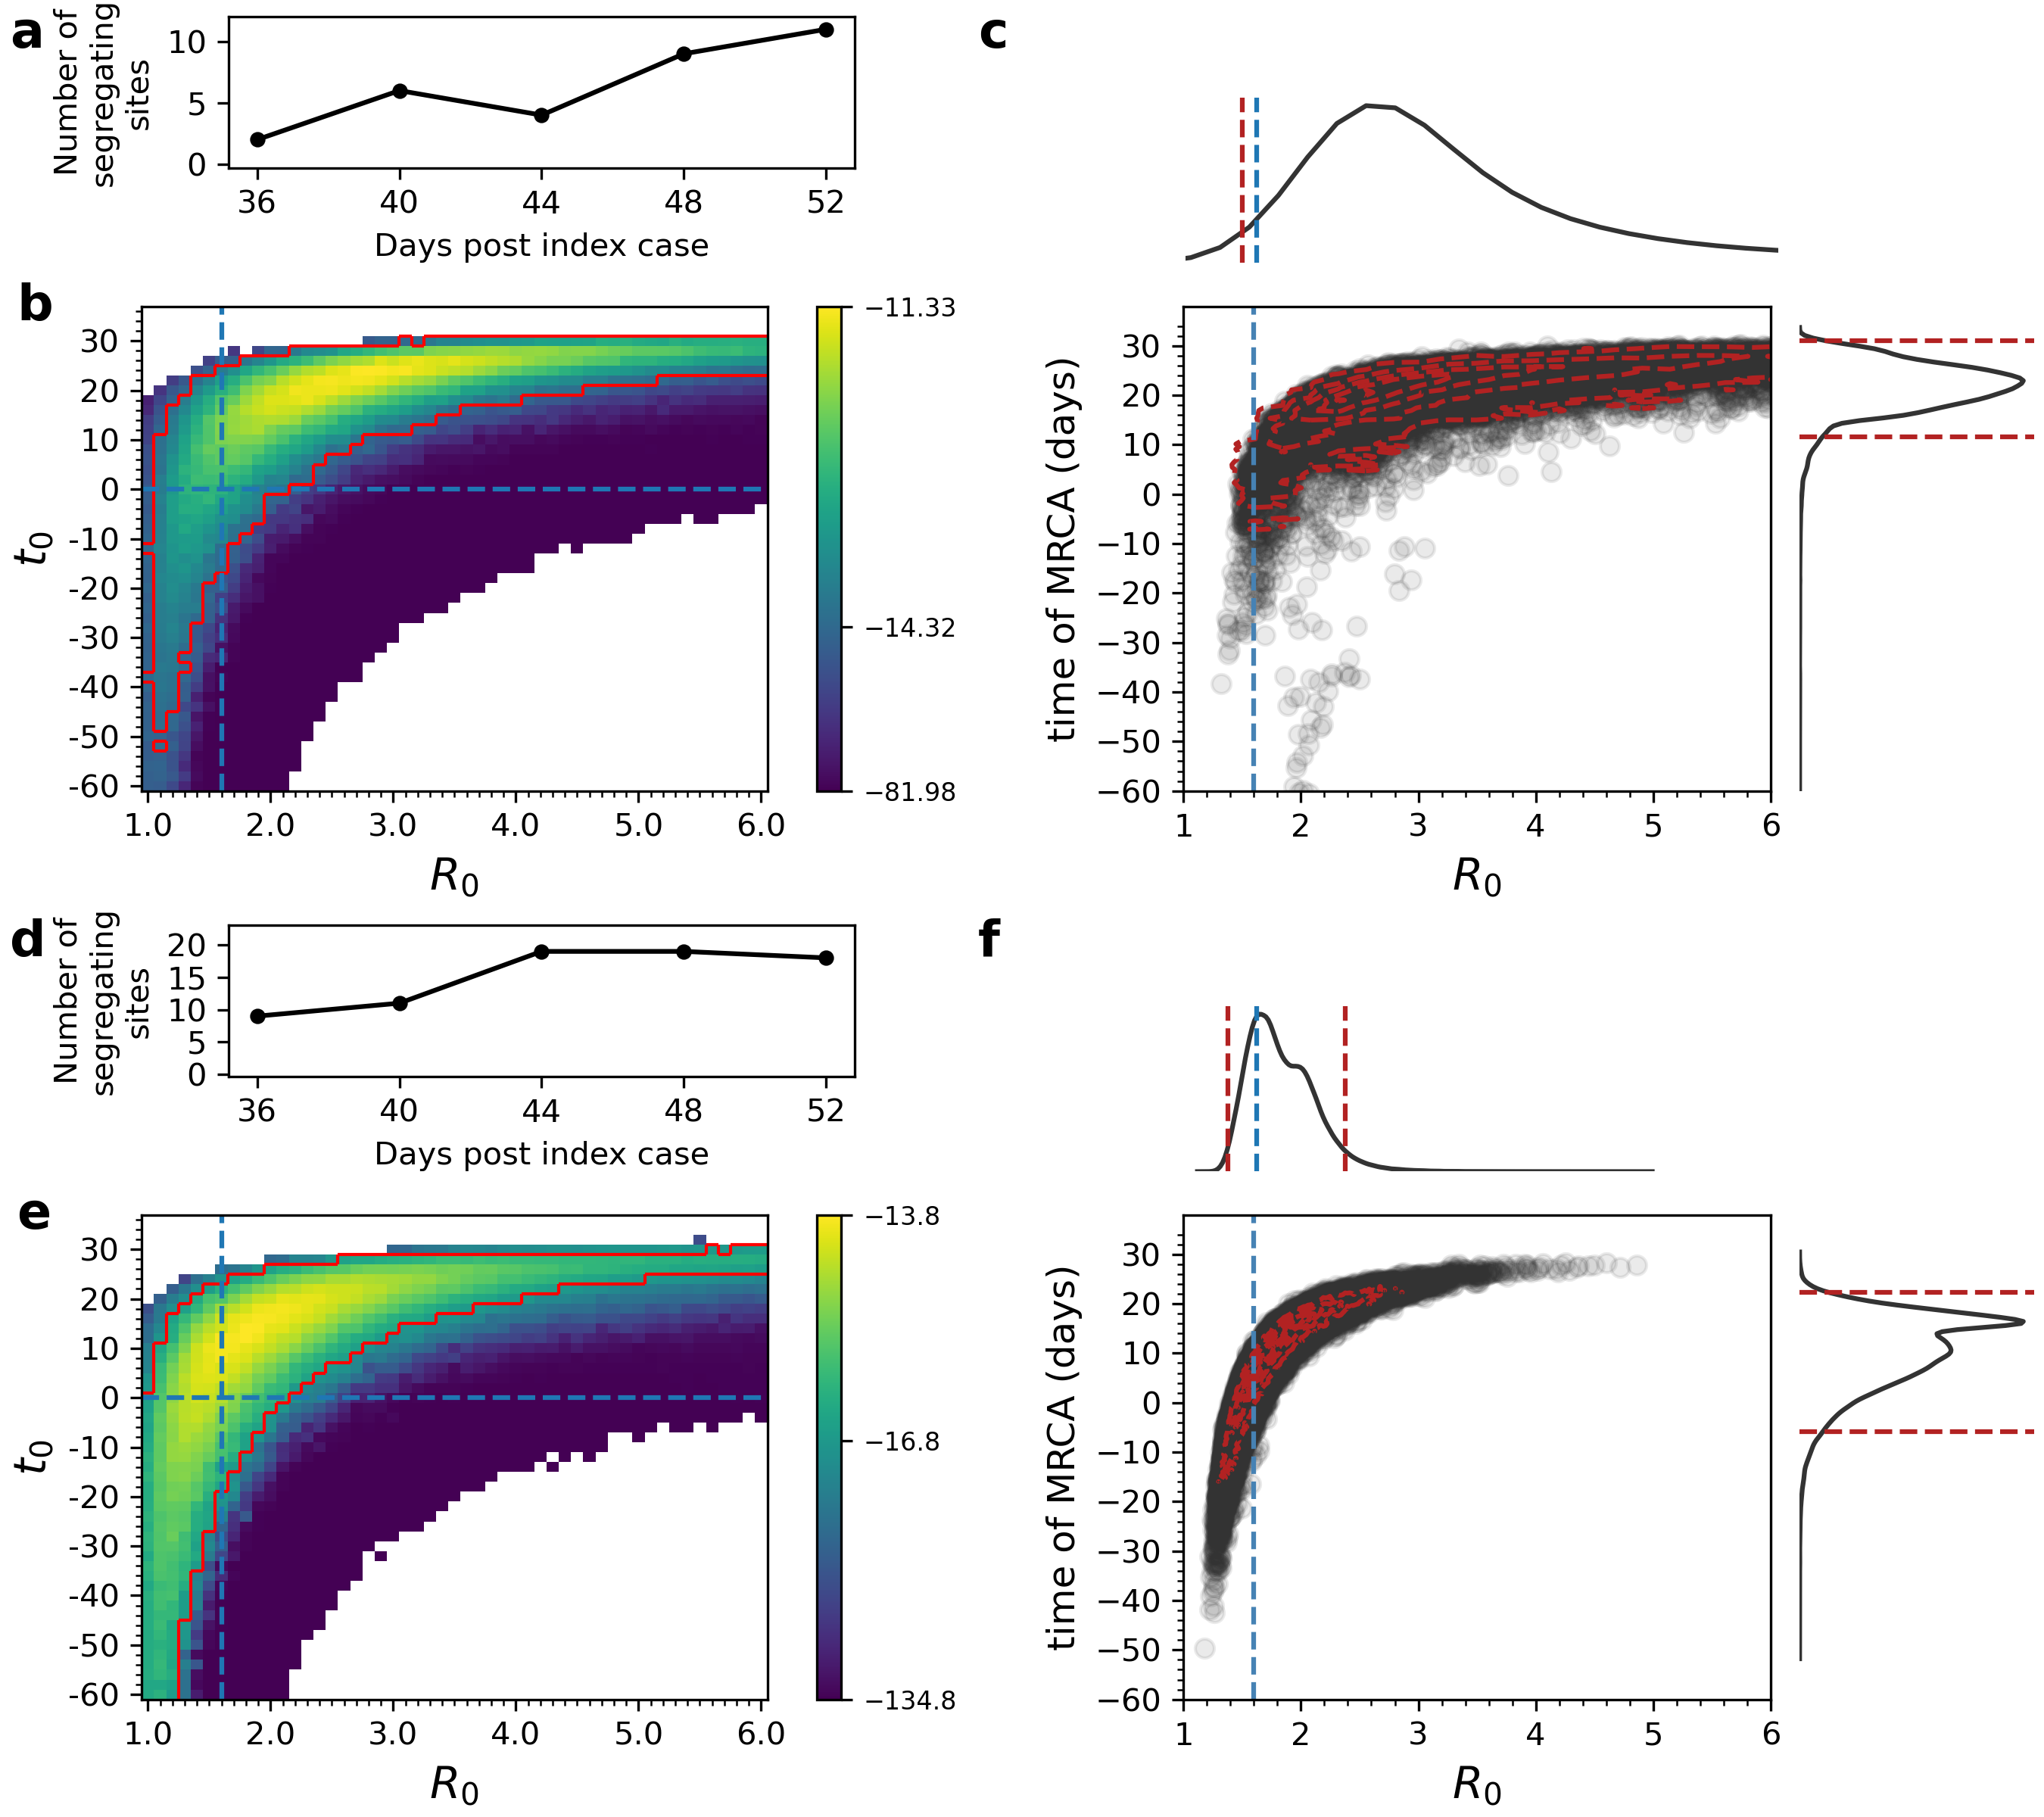 a
Number of
segregating
sites
10
5
0
36 40 44 48 52
Days post index case
b
t0
30
20
10
0
-10
-20
-30
-40
-50
-60
1.0 2.0 3.0 4.0 5.0 6.0
R0
−11.33
−14.32
−81.98
c
time of MRCA (days)
30
20
10
0
−10
−20
−30
−40
−50
−60
1 2 3 4 5 6
R0
d
Number of
segregating
sites
20
15
10
5
0
36 40 44 48 52
Days post index case
e
t0
30
20
10
0
-10
-20
-30
-40
-50
-60
1.0 2.0 3.0 4.0 5.0 6.0
R0
−13.8
−16.8
−134.8
f
time of MRCA (days)
30
20
10
0
−10
−20
−30
−40
−50
−60
1 2 3 4 5 6
R0